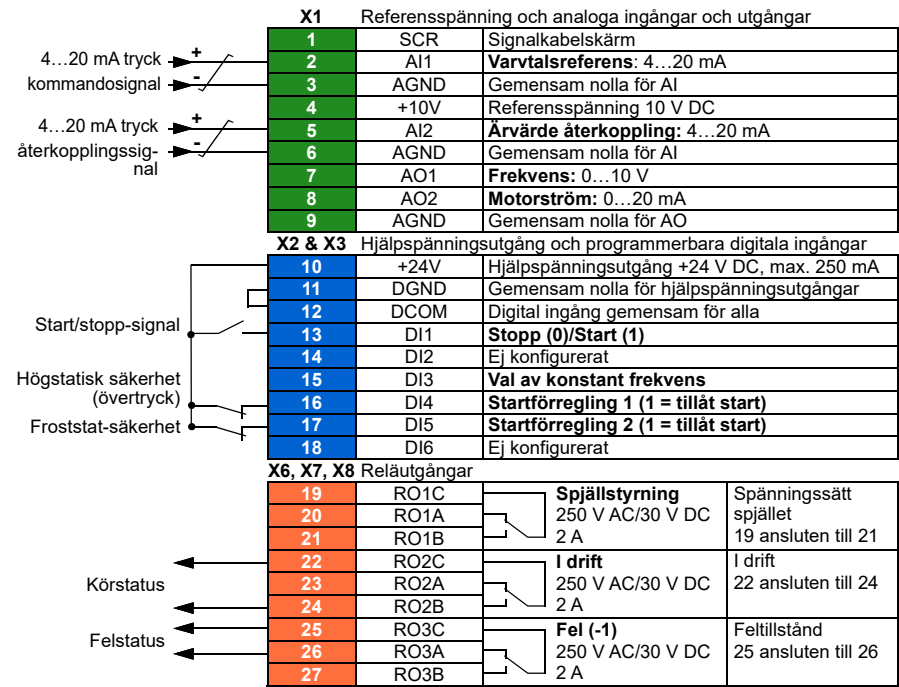 X1 Referensspänning och analoga ingångar och utgångar
1 SCR Signalkabelskärm
4…20 mA tryck + 2 AI1 Varvtalsreferens: 4…20 mA
kommandosignal - 3 AGND Gemensam nolla för AI
4 +10V Referensspänning 10 V DC
4…20 mA tryck + 5 AI2 Ärvärde återkoppling: 4…20 mA
återkopplingssig- - 6 AGND Gemensam nolla för AI
nal 7 AO1 Frekvens: 0…10 V
8 AO2 Motorström: 0…20 mA
9 AGND Gemensam nolla för AO
X2 & X3 Hjälpspänningsutgång och programmerbara digitala ingångar
10 +24V Hjälpspänningsutgång +24 V DC, max. 250 mA
11 DGND Gemensam nolla för hjälpspänningsutgångar
12 DCOM Digital ingång gemensam för alla
Start/stopp-signal 13 DI1 Stopp (0)/Start (1)
14 DI2 Ej konfigurerat
Högstatisk säkerhet 15 DI3 Val av konstant frekvens
(övertryck) 16 DI4 Startförregling 1 (1 = tillåt start)
Froststat-säkerhet 17 DI5 Startförregling 2 (1 = tillåt start)
18 DI6 Ej konfigurerat
X6, X7, X8 Reläutgångar
19 RO1C Spjällstyrning Spänningssätt
20 RO1A 250 V AC/30 V DC spjället
21 RO1B 2 A 19 ansluten till 21
22 RO2C I drift I drift
Körstatus 23 RO2A 250 V AC/30 V DC 22 ansluten till 24
24 RO2B 2 A
25 RO3C Fel (-1) Feltillstånd
Felstatus 26 RO3A 250 V AC/30 V DC 25 ansluten till 26
27 RO3B 2 A